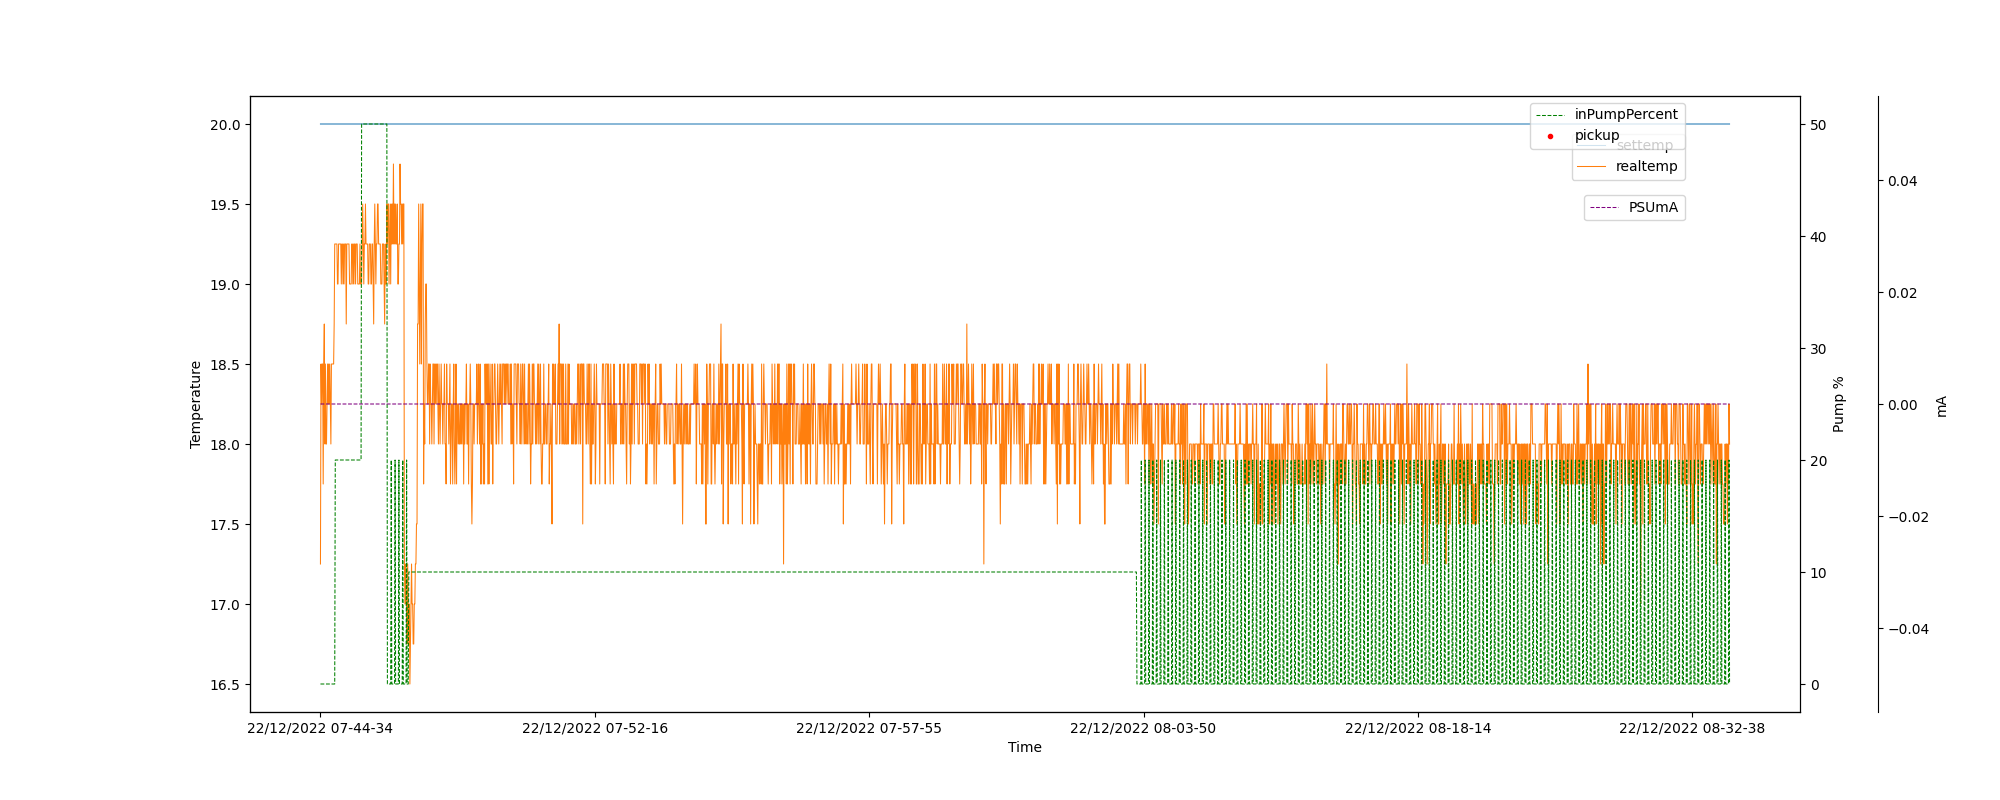 20.0
19.5
19.0
18.5
18.0
17.5
17.0
16.5
Temperature
22/12/2022 07-44-34
22/12/2022 07-52-16
22/12/2022 07-57-55
22/12/2022 08-03-50
22/12/2022 08-18-14
22/12/2022 08-32-38
Time
inPumpPercent
pickup
settemp
realtemp
PSUmA
50
40
30
20
10
0
Pump %
0.04
0.02
0.00
−0.02
−0.04
mA